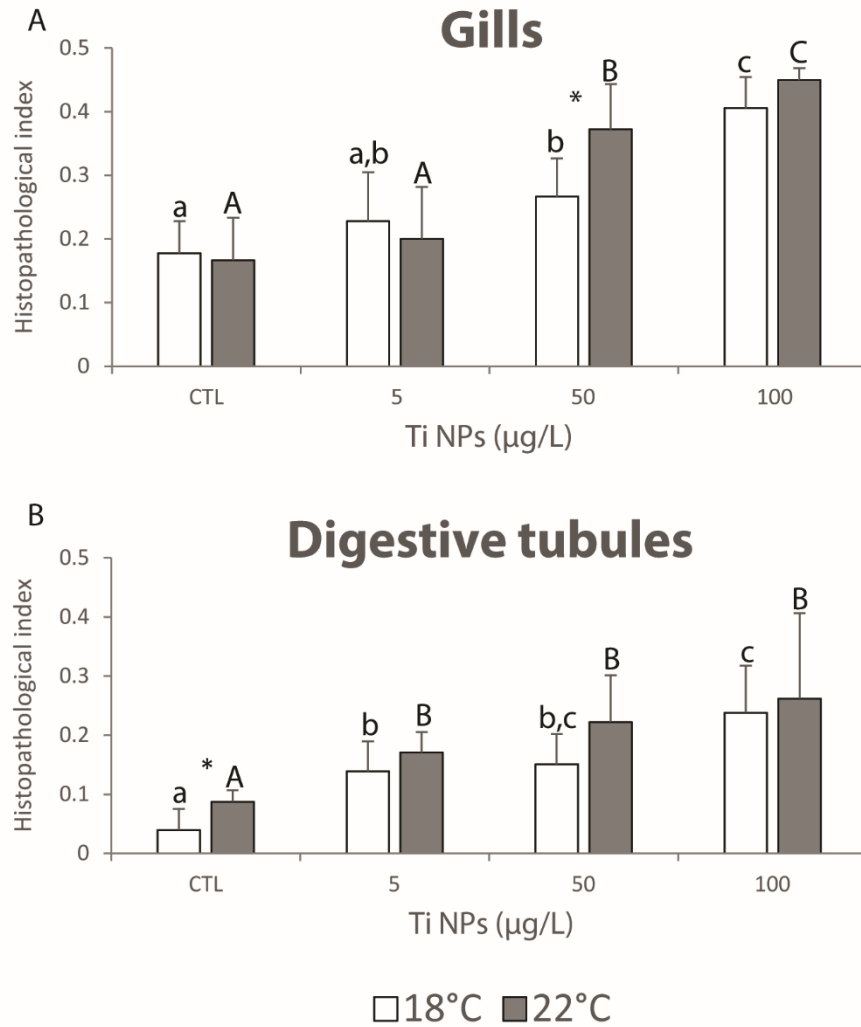 A
Gills
Histopathological index
0.5
0.4
0.3
0.2
0.1
0
a
A
a,b
A
b
*
B
c
C
CTL
5
50
100
Ti NPs (µg/L)
B
Digestive tubules
Histopathological index
0.5
0.4
0.3
0.2
0.1
0
a
*
A
b
B
b,c
B
c
B
CTL
5
50
100
Ti NPs (µg/L)
18°C 22°C